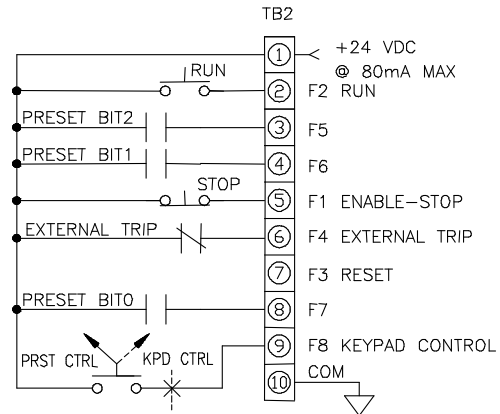 TB2
1 +24 VDC
@ 80mA MAX
RUN 2 F2 RUN
PRESET BIT2 3 F5
PRESET BIT1 4 F6
STOP 5 F1 ENABLE-STOP
EXTERNAL TRIP 6 F4 EXTERNAL TRIP
7 F3 RESET
PRESET BIT0 8 F7
PRST CTRL KPD CTRL 9 F8 KEYPAD CONTROL
10 COM